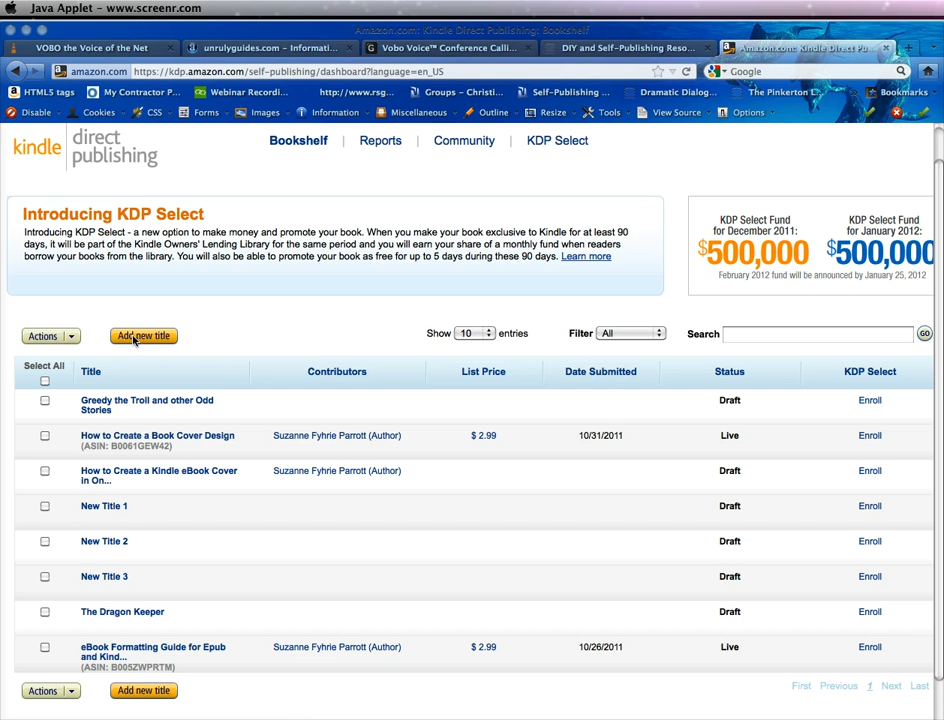 Java Applet - www.screenr.com
Amazon.com: Kindle Direct Publishing: Bookshelf
VOBO the Voice of the Net
unrulyguides.com – Informati...
Vobo Voice™ Conference Calli...
DIY and Self-Publishing Reso...
Amazon.com: Kindle Direct Pu...
amazon.com https://kdp.amazon.com/self-publishing/dashboard?language=en_US
Google
HTML5 tags My Contractor P... Webinar Recordi... http://www.rsg... Groups – Christi... Self-Publishing ... Dramatic Dialog... The Pinkerton L... Bookmarks
Disable Cookies CSS Forms Images Information Miscellaneous Outline Resize Tools View Source Options
kindle direct publishing
Bookshelf | Reports | Community | KDP Select
Introducing KDP Select
Introducing KDP Select - a new option to make money and promote your book. When you make your book exclusive to Kindle for at least 90
days, it will be part of the Kindle Owners' Lending Library for the same period and you will earn your share of a monthly fund when readers
borrow your books from the library. You will also be able to promote your book as free for up to 5 days during these 90 days. Learn more
KDP Select Fund
for December 2011:
$500,000
KDP Select Fund
for January 2012:
$500,000
February 2012 fund will be announced by January 25, 2012
Actions Add new title Show 10 entries Filter All Search GO
Select All Title Contributors List Price Date Submitted Status KDP Select
Greedy the Troll and other Odd Draft Enroll
Stories
How to Create a Book Cover Design Suzanne Fyhrie Parrott (Author) $ 2.99 10/31/2011 Live Enroll
(ASIN: B0061GEW42)
How to Create a Kindle eBook Cover Suzanne Fyhrie Parrott (Author) Draft Enroll
in On...
New Title 1 Draft Enroll
New Title 2 Draft Enroll
New Title 3 Draft Enroll
The Dragon Keeper Draft Enroll
eBook Formatting Guide for Epub Suzanne Fyhrie Parrott (Author) $ 2.99 10/26/2011 Live Enroll
and Kind...
(ASIN: B005ZWPRTM)
Actions Add new title First Previous 1 Next Last